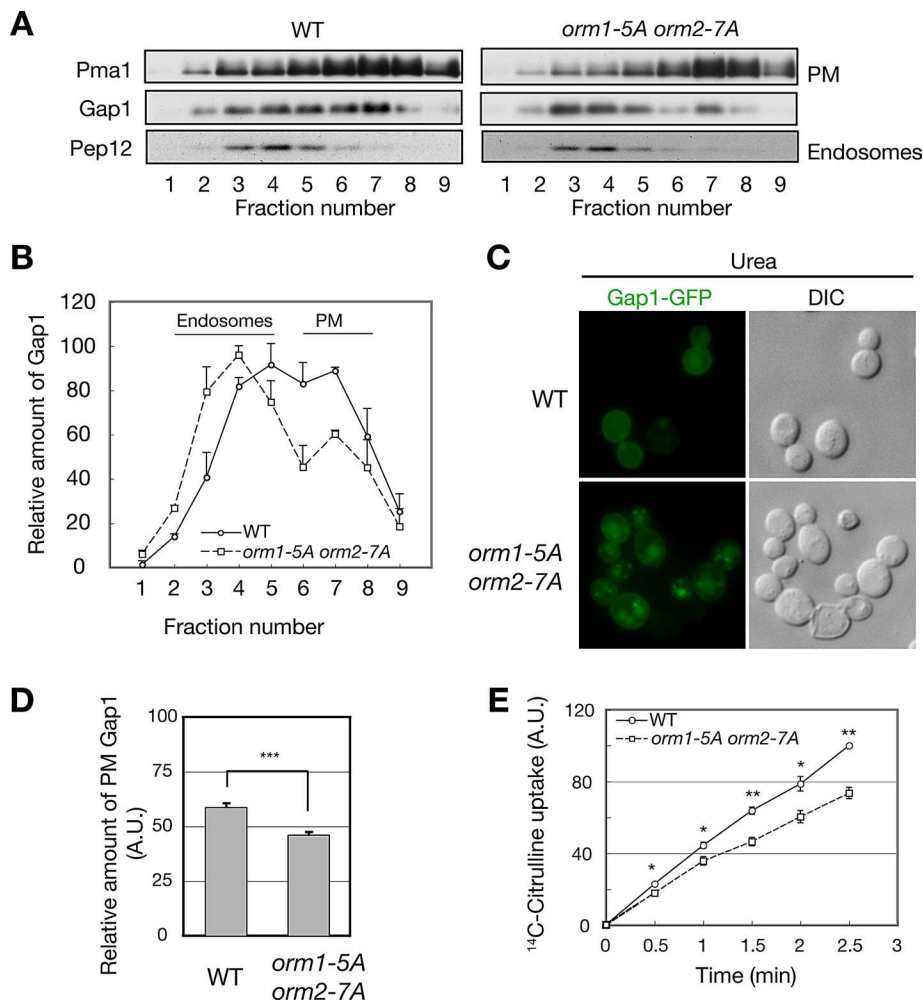 A
WT
orm1-5A orm2-7A
Pma1
PM
Gap1
Pep12
Endosomes
1 2 3 4 5 6 7 8 9
1 2 3 4 5 6 7 8 9
Fraction number
Fraction number
B
Relative amount of Gap1
120
100
80
60
40
20
0
Endosomes
PM
WT
orm1-5A orm2-7A
1 2 3 4 5 6 7 8 9
Fraction number
C
Urea
Gap1-GFP
DIC
WT
orm1-5A
orm2-7A
D
Relative amount of PM Gap1
(A.U.)
100
75
50
25
0
***
WT
orm1-5A
orm2-7A
E
14C-Citrulline uptake (A.U.)
120
80
40
0
WT
orm1-5A orm2-7A
*
*
**
*
**
0 0.5 1 1.5 2 2.5 3
Time (min)